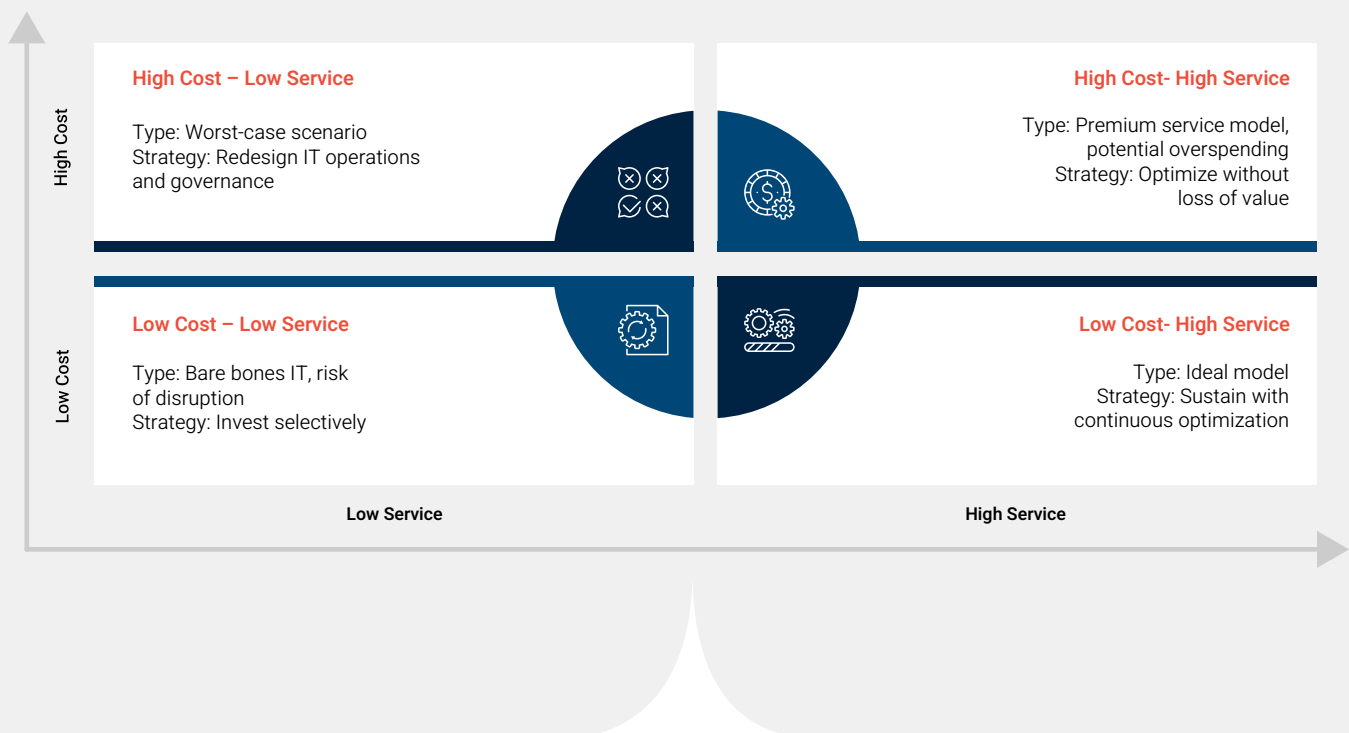 High Cost
High Cost – Low Service
Type: Worst-case scenario
Strategy: Redesign IT operations
and governance
High Cost- High Service
Type: Premium service model,
potential overspending
Strategy: Optimize without
loss of value
Low Cost
Low Cost – Low Service
Type: Bare bones IT, risk
of disruption
Strategy: Invest selectively
Low Cost- High Service
Type: Ideal model
Strategy: Sustain with
continuous optimization
Low Service
High Service